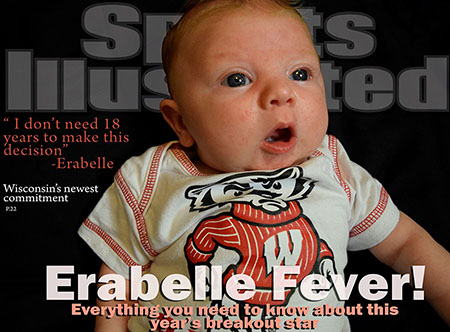 Sports
Illustrated
“ I don't need 18
years to make this
decision”
-Erabelle
Wisconsin's newest
commitment
P.22
W
Erabelle Fever!
Everything you need to know about this
year's breakout star